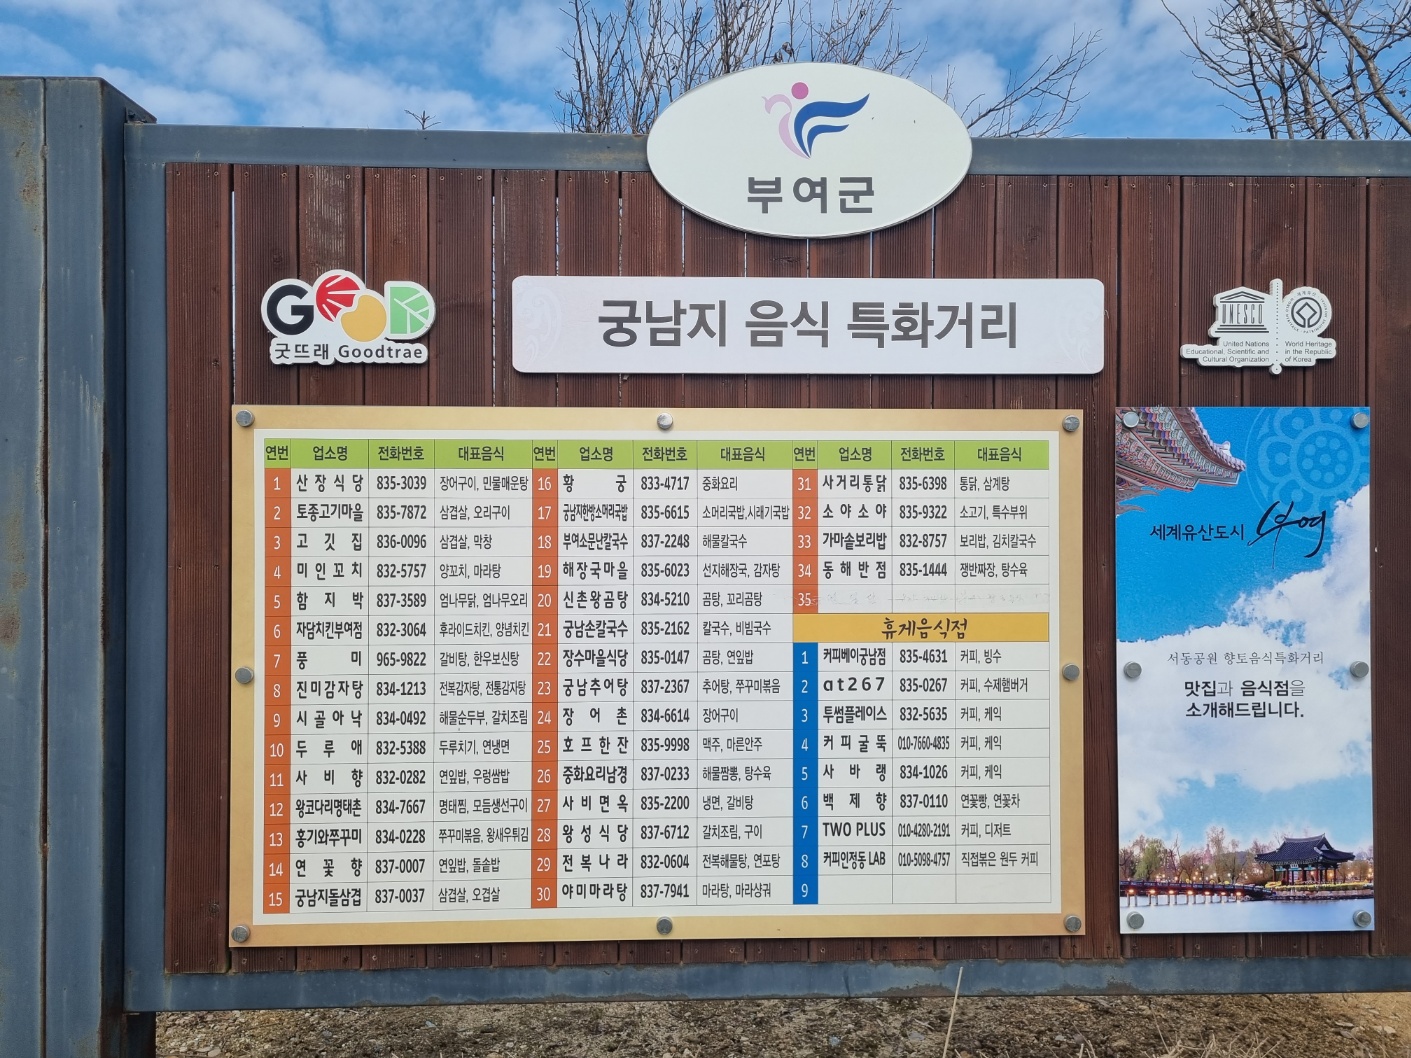 부여군
GOOD
굿뜨래 Goodtrae
궁남지 음식 특화거리
UNESCO
United Nations
Educational, Scientific and
Cultural Organization
World Heritage
in the Republic
of Korea
연번 업소명 전화번호 대표음식
1 산장식당 835-3039 장어구이, 민물매운탕
2 토종고기마을 835-7872 삼겹살, 오리구이
3 고깃집 836-0096 삼겹살, 막창
4 미인꼬치 832-5757 양꼬치, 마라탕
5 함지박 837-3589 엄나무닭, 엄나무오리
6 자담치킨부여점 832-3064 후라이드치킨, 양념치킨
7 풍미 965-9822 갈비탕, 한우보신탕
8 진미감자탕 834-1213 전복감자탕, 전통감자탕
9 시골아낙 834-0492 해물순두부, 갈치조림
10 두루애 832-5388 두루치기, 연냉면
11 사비향 832-0282 연잎밥, 우렁쌈밥
12 왕코다리명태촌 834-7667 명태찜, 모듬생선구이
13 홍기와쭈꾸미 834-0228 쭈꾸미볶음, 왕새우튀김
14 연꽃향 837-0007 연잎밥, 돌솥밥
15 궁남지돌삼겹 837-0037 삼겹살, 오겹살
연번 업소명 전화번호 대표음식
16 황궁 833-4717 중화요리
17 궁남지한방소머리국밥 835-6615 소머리국밥,시래기국밥
18 부여소문난칼국수 837-2248 해물칼국수
19 해장국마을 835-6023 선지해장국, 감자탕
20 신촌왕곰탕 834-5210 곰탕, 꼬리곰탕
21 궁남손칼국수 835-2162 칼국수, 비빔국수
22 장수마을식당 835-0147 곰탕, 연잎밥
23 궁남추어탕 837-2367 추어탕, 쭈꾸미볶음
24 장어촌 834-6614 장어구이
25 호프한잔 835-9998 맥주, 마른안주
26 중화요리남경 837-0233 해물짬뽕, 탕수육
27 사비면옥 835-2200 냉면, 갈비탕
28 왕성식당 837-6712 갈치조림, 구이
29 전복나라 832-0604 전복해물탕, 연포탕
30 야미마라탕 837-7941 마라탕, 마라샹궈
연번 업소명 전화번호 대표음식
31 사거리통닭 835-6398 통닭, 삼계탕
32 소야소야 835-9322 소고기, 특수부위
33 가마솥보리밥 832-8757 보리밥, 김치칼국수
34 동해반점 835-1444 쟁반짜장, 탕수육
35
휴게음식점
1 커피베이궁남점 835-4631 커피, 빙수
2 at267 835-0267 커피, 수제햄버거
3 투썸플레이스 832-5635 커피, 케익
4 커피굴뚝 010-7660-4835 커피, 케익
5 사바랭 834-1026 커피, 케익
6 백제향 837-0110 연꽃빵, 연꽃차
7 TWO PLUS 010-4280-2191 커피, 디저트
8 커피인정동 LAB 010-5098-4757 직접볶은 원두 커피
9
세계유산도시 부여
서동공원 향토음식특화거리
맛집과 음식점을
소개해드립니다.